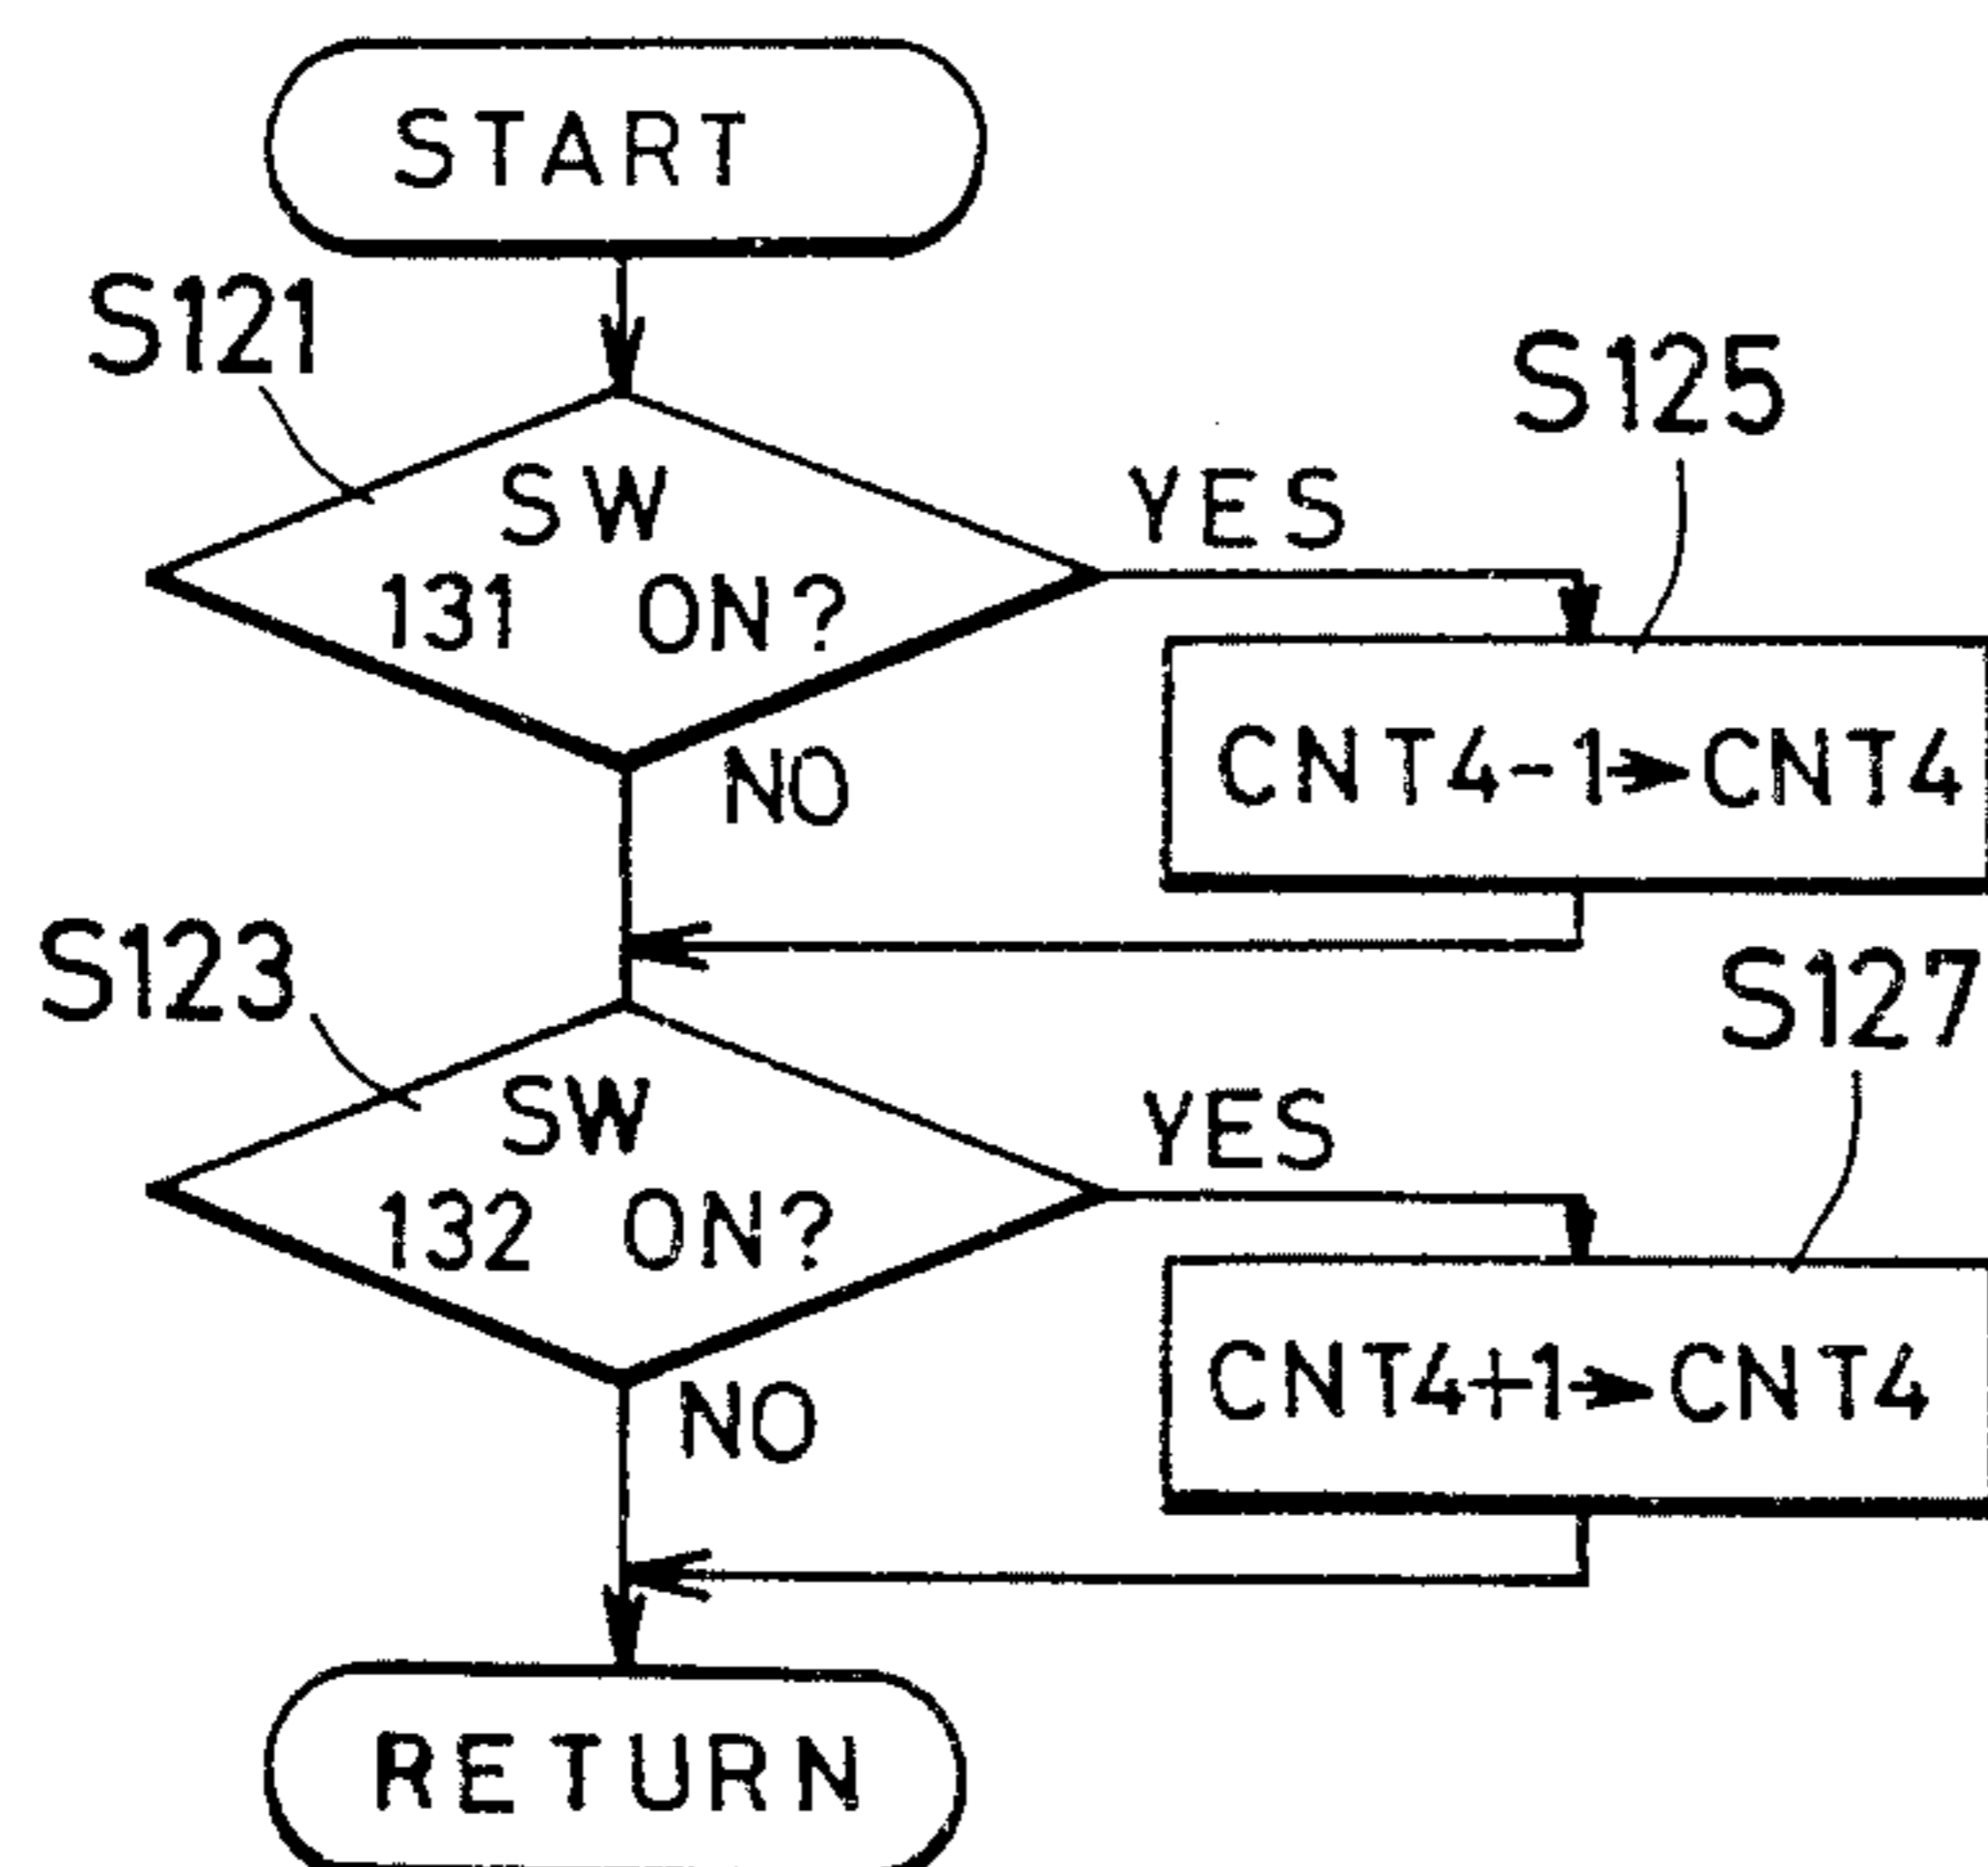 START
S121
S125
SW
131 ON?
YES
CNT4-1→CNT4
NO
S123
S127
SW
132 ON?
YES
CNT4+1→CNT4
NO
RETURN